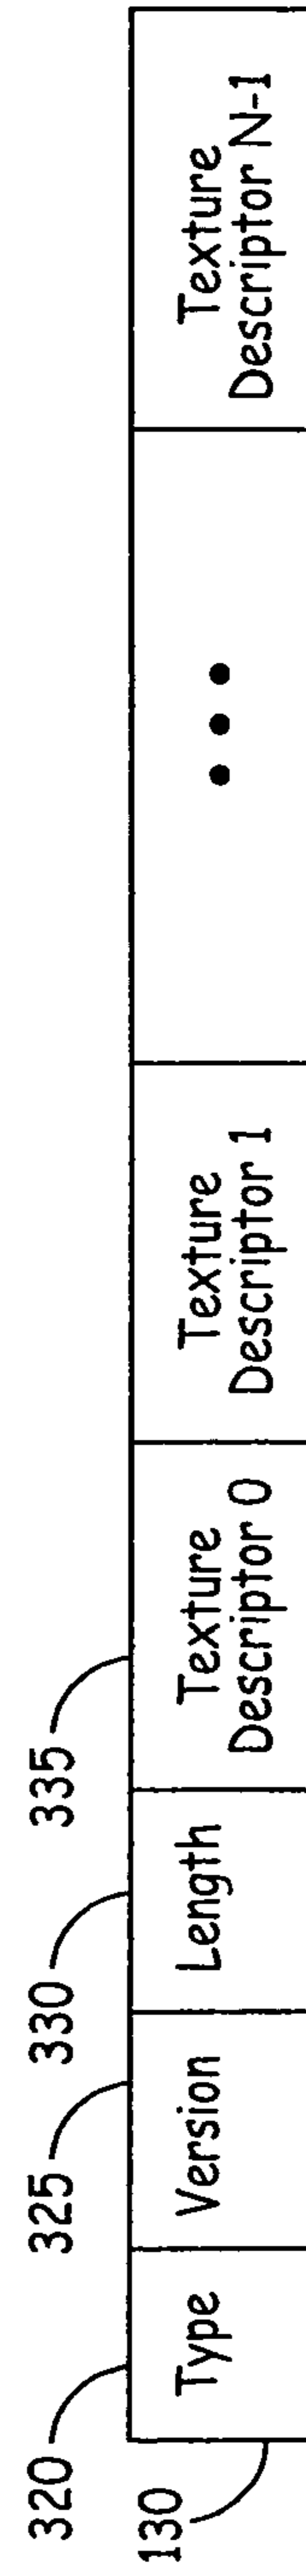 320
325
330
335
130
Type
Version
Length
Texture
Descriptor 0
Texture
Descriptor 1
• • •
Texture
Descriptor N-1